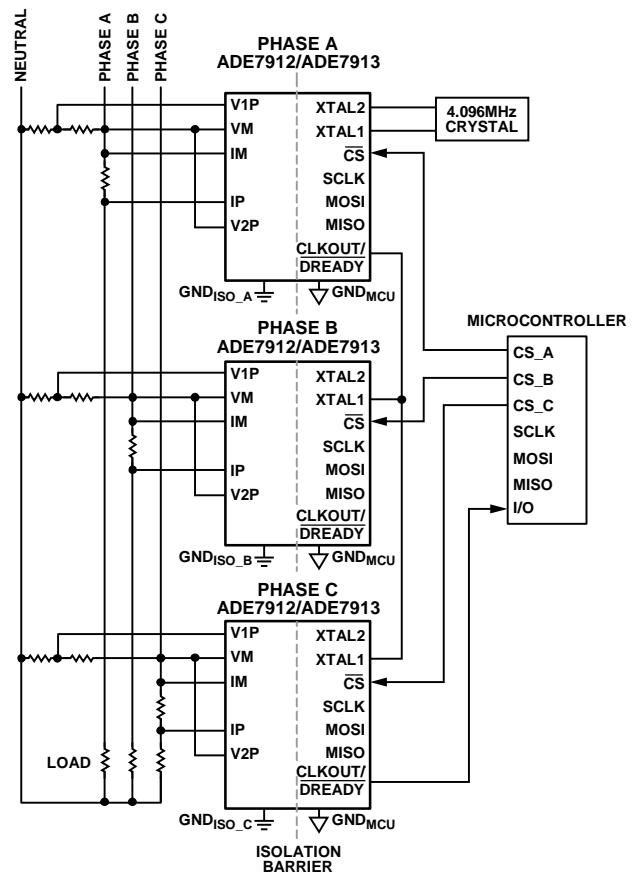 NEUTRAL
PHASE A
PHASE B
PHASE C
PHASE A
ADE7912/ADE7913
V1P
VM
IM
IP
V2P
XTAL2
XTAL1
CS
SCLK
MOSI
MISO
CLKOUT/
DREADY
4.096MHz
CRYSTAL
GNDISO_A
GNDMCU
PHASE B
ADE7912/ADE7913
V1P
VM
IM
IP
V2P
XTAL2
XTAL1
CS
SCLK
MOSI
MISO
CLKOUT/
DREADY
GNDISO_B
GNDMCU
MICROCONTROLLER
CS_A
CS_B
CS_C
SCLK
MOSI
MISO
I/O
PHASE C
ADE7912/ADE7913
V1P
VM
IM
IP
V2P
XTAL2
XTAL1
CS
SCLK
MOSI
MISO
CLKOUT/
DREADY
LOAD
GNDISO_C
GNDMCU
ISOLATION
BARRIER